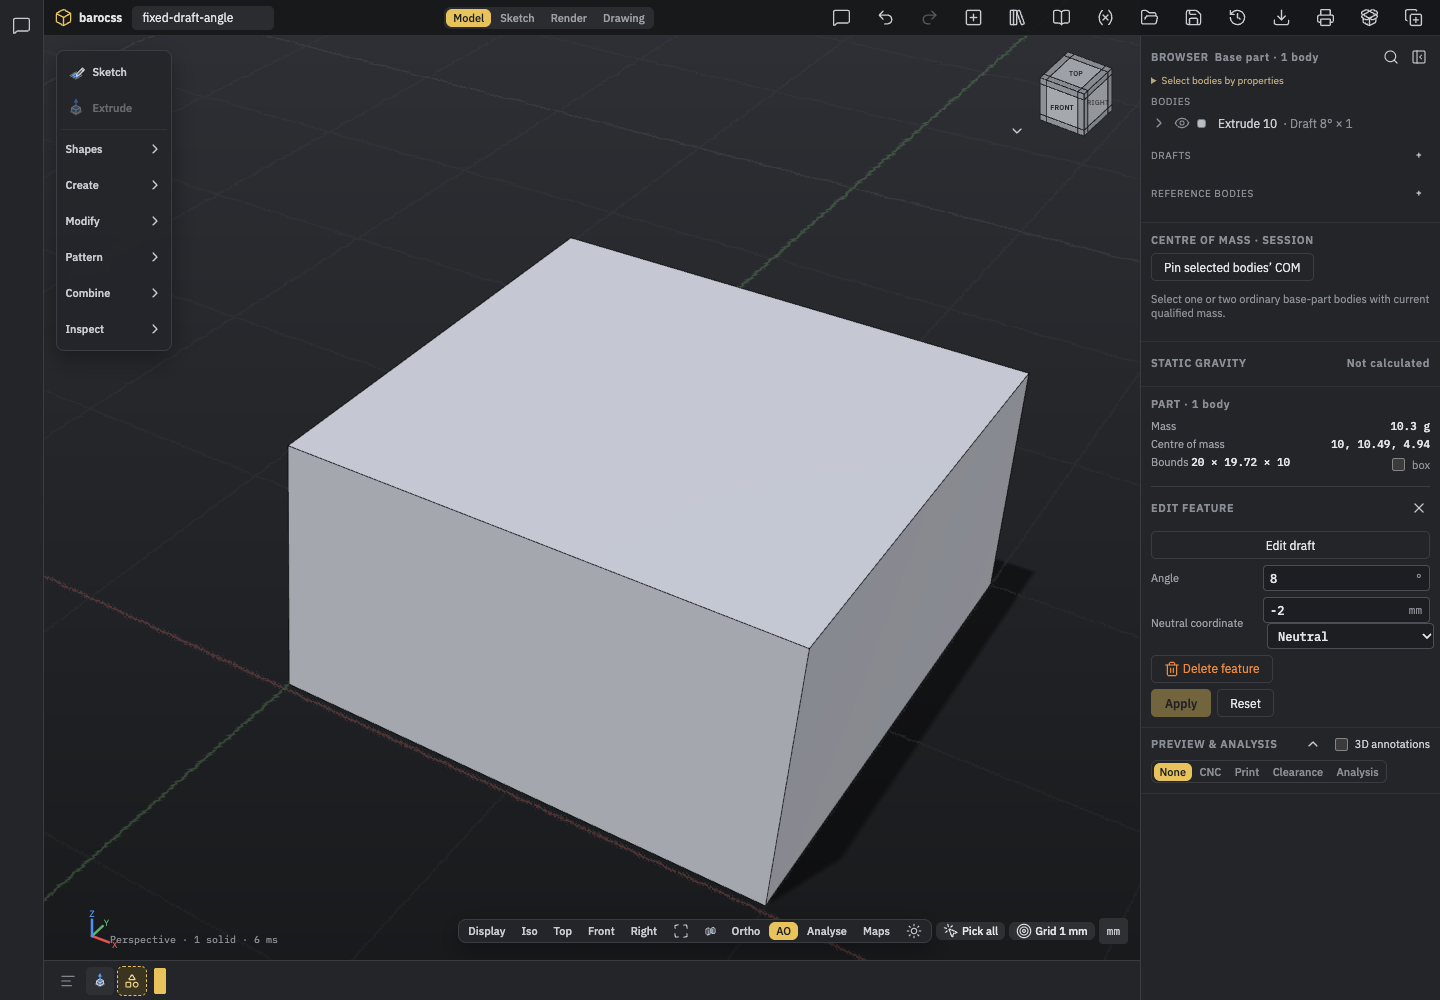 barocss
fixed-draft-angle
Model Sketch Render Drawing
Sketch
Extrude
Shapes
Create
Modify
Pattern
Combine
Inspect
TOP
FRONT
RIGHT
BROWSER Base part · 1 body
Select bodies by properties
BODIES
Extrude 10 · Draft 8° × 1
DRAFTS +
REFERENCE BODIES +
CENTRE OF MASS · SESSION
Pin selected bodies’ COM
Select one or two ordinary base-part bodies with current
qualified mass.
STATIC GRAVITY Not calculated
PART · 1 body
Mass 10.3 g
Centre of mass 10, 10.49, 4.94
Bounds 20 × 19.72 × 10 box
EDIT FEATURE
Edit draft
Angle 8 °
Neutral coordinate -2 mm
Neutral
Delete feature
Apply Reset
PREVIEW & ANALYSIS 3D annotations
None CNC Print Clearance Analysis
Z
Y
X
Perspective · 1 solid · 6 ms
Display Iso Top Front Right Ortho AO Analyse Maps Pick all Grid 1 mm mm